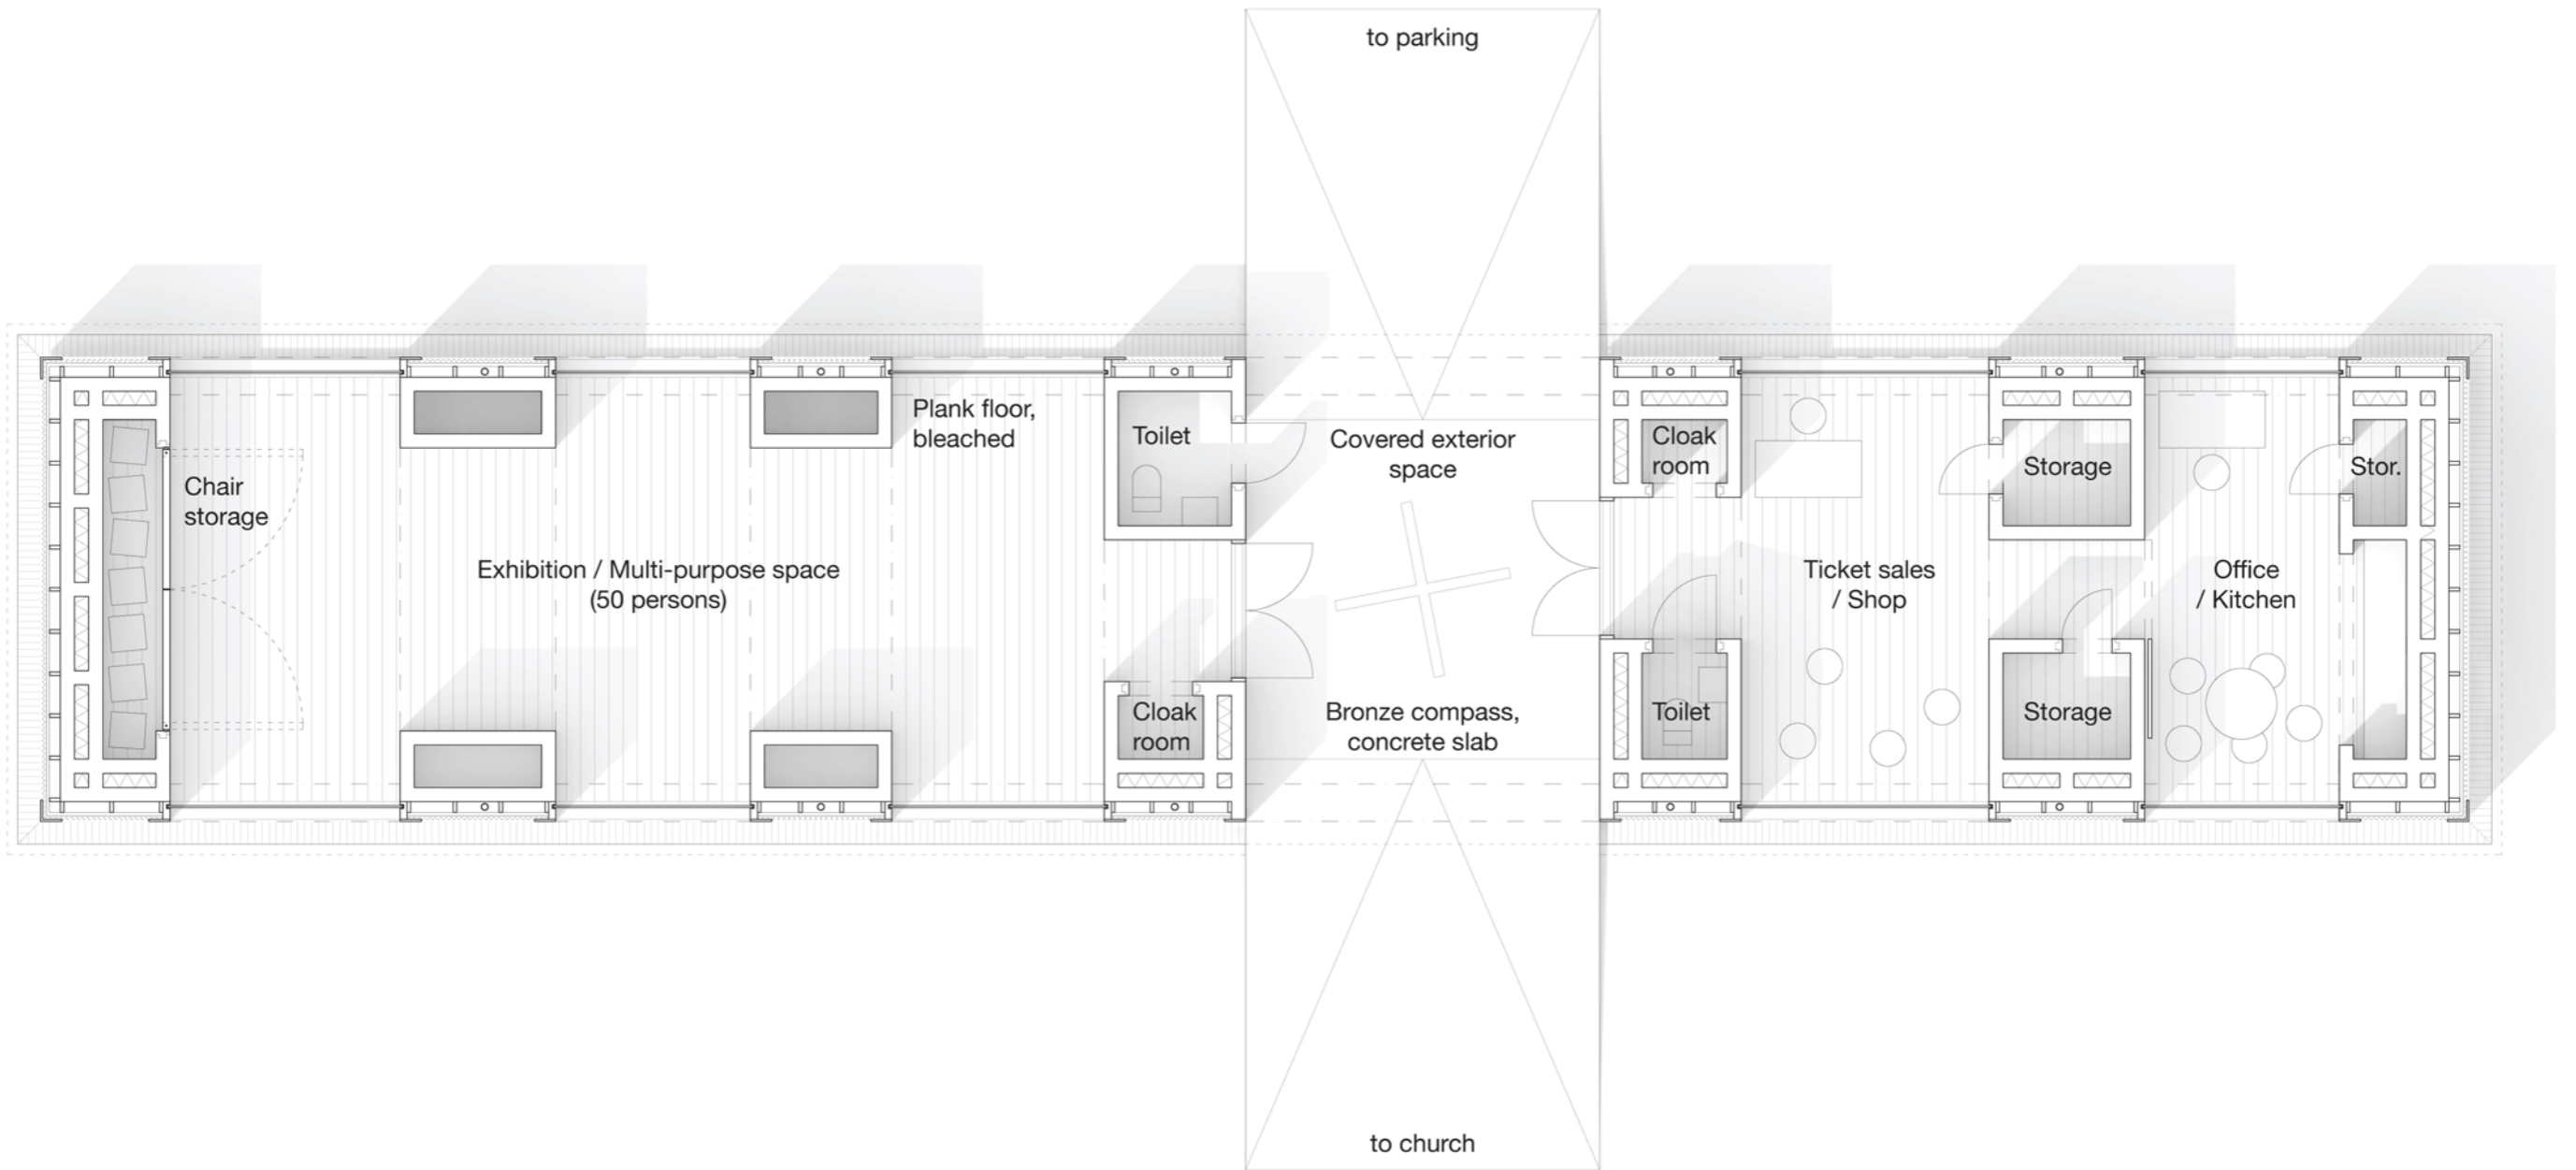 to parking
Plank floor,
bleached
Toilet
Covered exterior
space
Cloak
room
Storage
Stor.
Chair
storage
Exhibition / Multi-purpose space
(50 persons)
Ticket sales
/ Shop
Office
/ Kitchen
Cloak
room
Bronze compass,
concrete slab
Toilet
Storage
to church